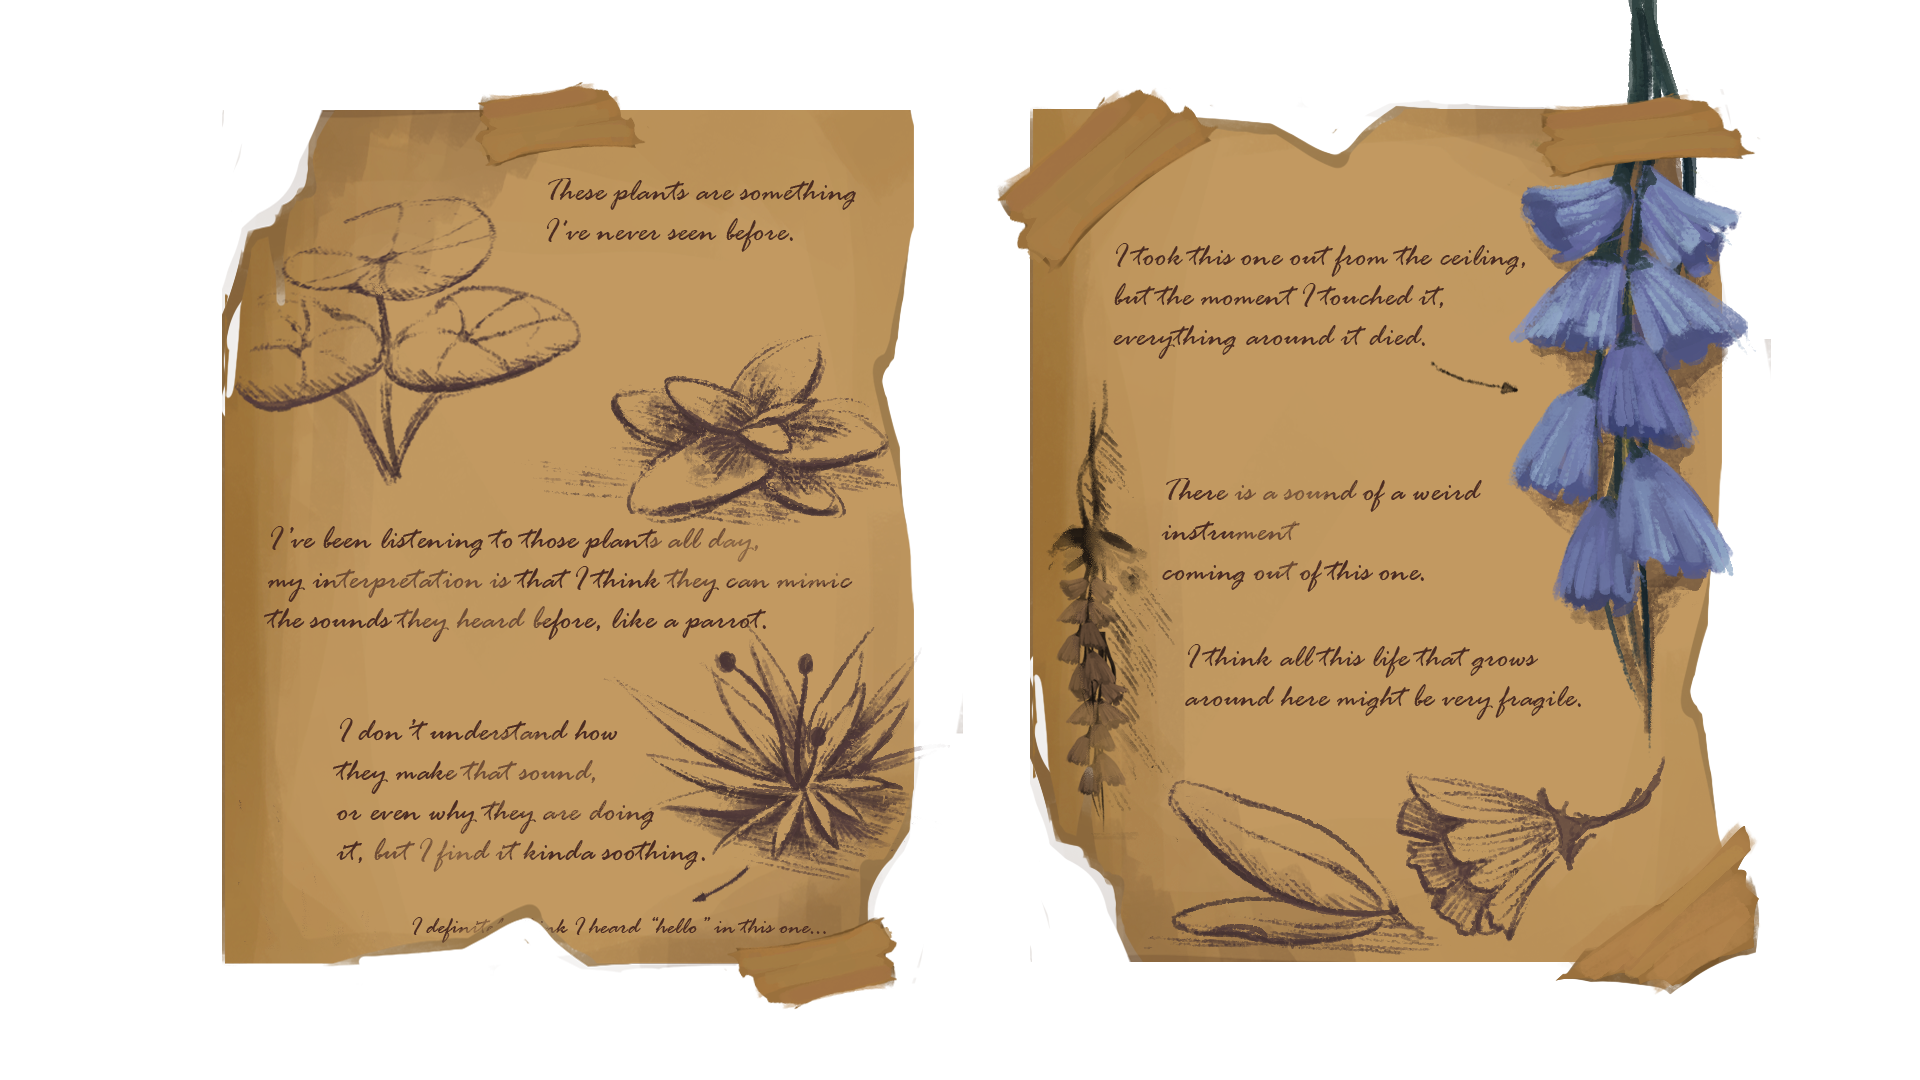 These plants are something
I've never seen before.
I've been listening to those plants all day,
my interpretation is that I think they can mimic
the sounds they heard before, like a parrot.
I don't understand how
they make that sound,
or even why they are doing
it, but I find it kinda soothing.
I heard "hello" in this one...
I took this one out from the ceiling,
but the moment I touched it,
everything around it died.
There is a sound of a weird
instrument
coming out of this one.
I think all this life that grows
around here might be very fragile.